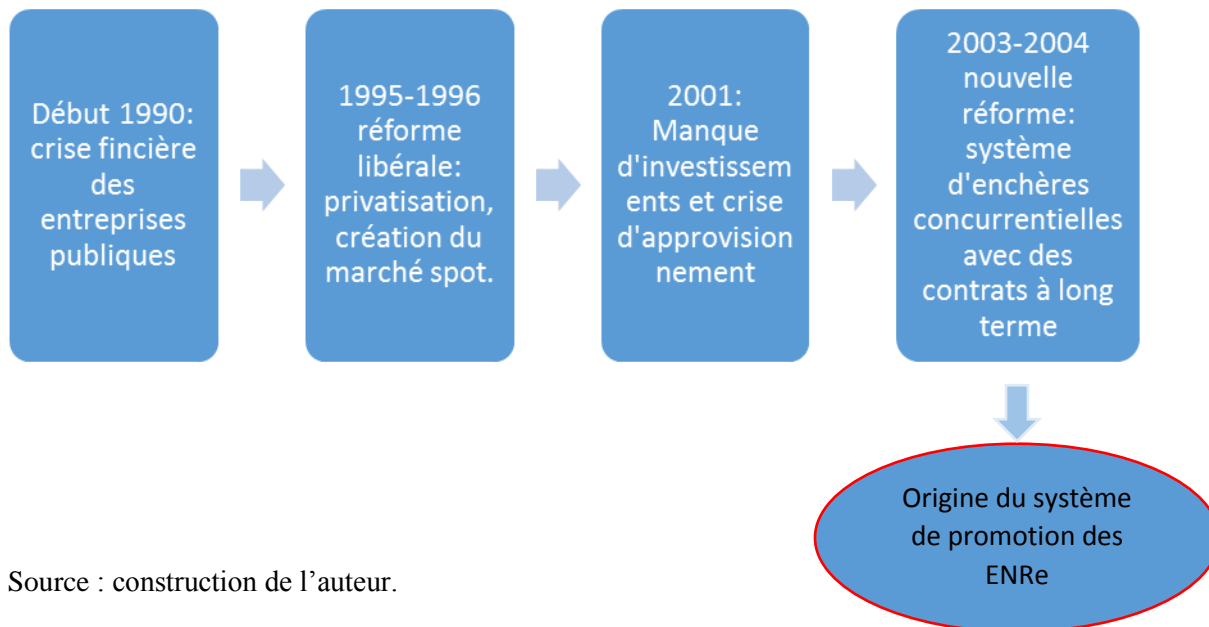 Début 1990:
crise fincière
des
entreprises
publiques
1995-1996
réforme
libérale:
privatisation,
création du
marché spot.
2001:
Manque
d'investissem
ents et crise
d'approvision
nement
2003-2004
nouvelle
réforme:
système
d'enchères
concurrentielles
avec des
contrats à long
terme
Origine du système
de promotion des
ENRe
Source : construction de l’auteur.